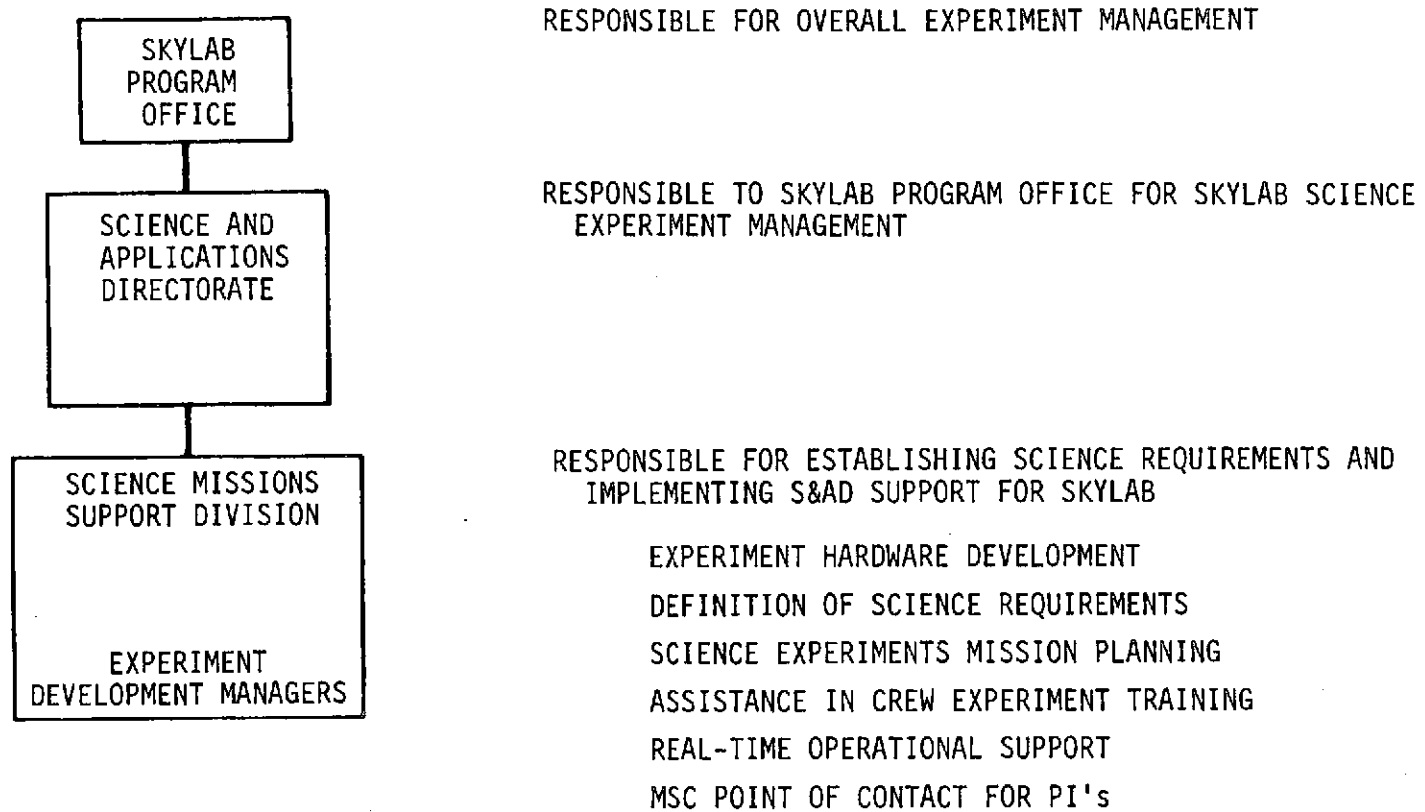 SKYLAB
PROGRAM
OFFICE
RESPONSIBLE FOR OVERALL EXPERIMENT MANAGEMENT
SCIENCE AND
APPLICATIONS
DIRECTORATE
RESPONSIBLE TO SKYLAB PROGRAM OFFICE FOR SKYLAB SCIENCE
EXPERIMENT MANAGEMENT
SCIENCE MISSIONS
SUPPORT DIVISION
EXPERIMENT
DEVELOPMENT MANAGERS
RESPONSIBLE FOR ESTABLISHING SCIENCE REQUIREMENTS AND
IMPLEMENTING S&AD SUPPORT FOR SKYLAB
EXPERIMENT HARDWARE DEVELOPMENT
DEFINITION OF SCIENCE REQUIREMENTS
SCIENCE EXPERIMENTS MISSION PLANNING
ASSISTANCE IN CREW EXPERIMENT TRAINING
REAL-TIME OPERATIONAL SUPPORT
MSC POINT OF CONTACT FOR PI's